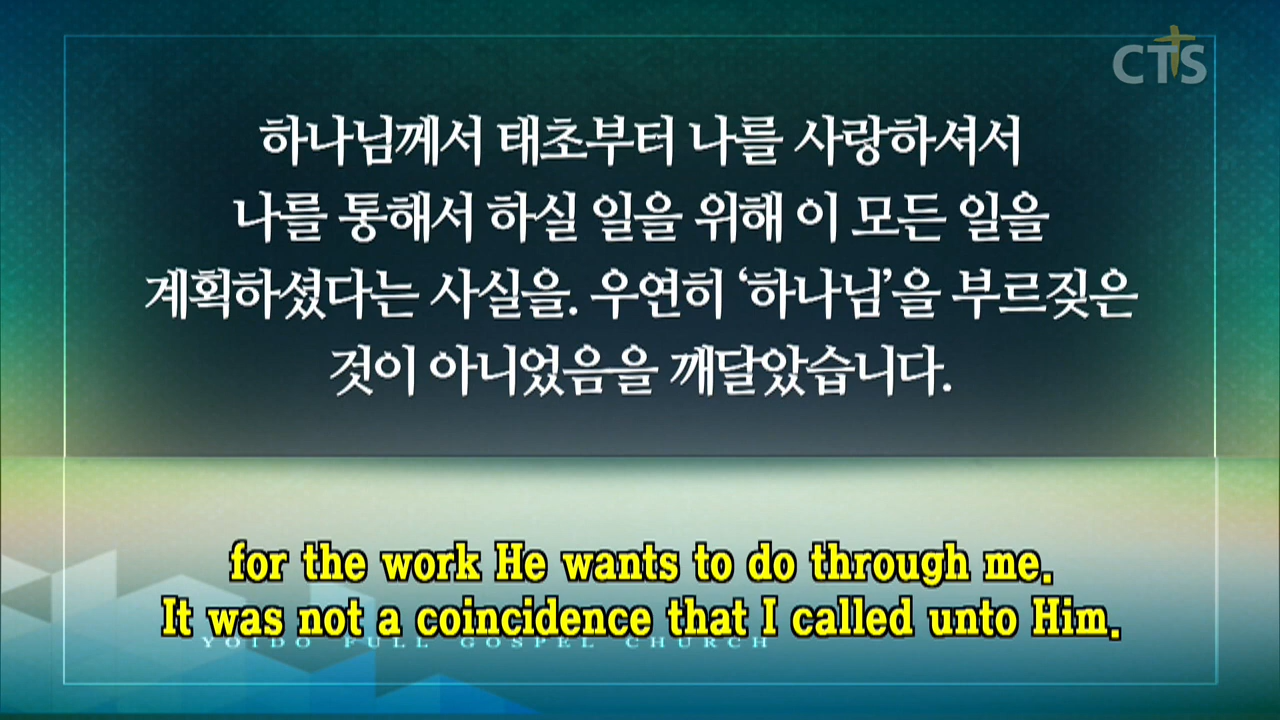 CTS
하나님께서 태초부터 나를 사랑하셔서
나를 통해서 하실 일을 위해 이 모든 일을
계획하셨다는 사실을. 우연히 ‘하나님’을 부르짖은
것이 아니었음을 깨달았습니다.
for the work He wants to do through me.
It was not a coincidence that I called unto Him.
YOIDO FULL GOSPEL CHURCH